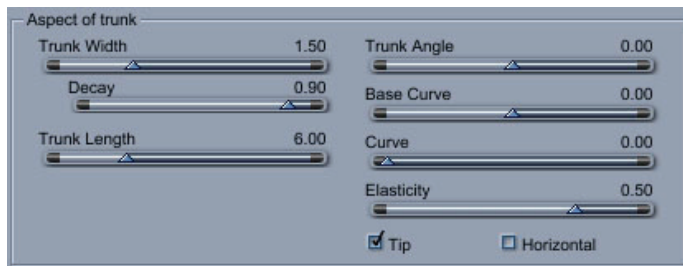 Aspect of trunk
Trunk Width 1.50
Decay 0.90
Trunk Length 6.00
Trunk Angle 0.00
Base Curve 0.00
Curve 0.00
Elasticity 0.50
Tip
Horizontal